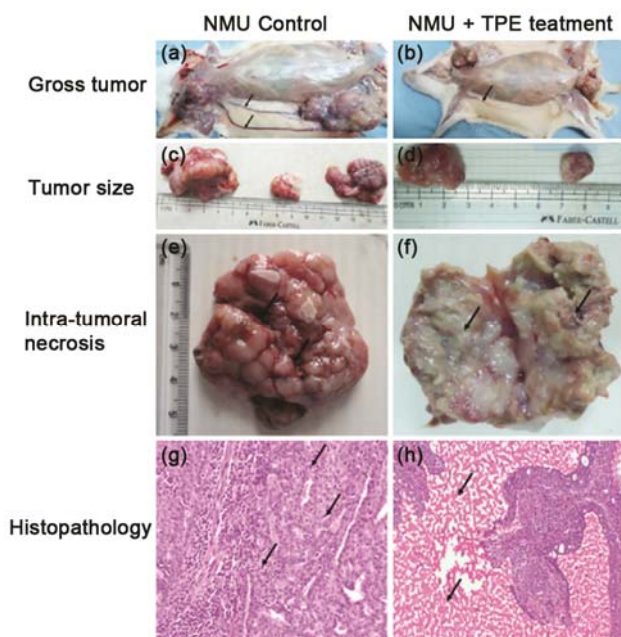 NMU Control
NMU + TPE teatment
Gross tumor
(a)
(b)
Tumor size
(c)
(d)
FABER-CASTELL
FABER-CASTELL
Intra-tumoral
necrosis
(e)
(f)
Histopathology
(g)
(h)